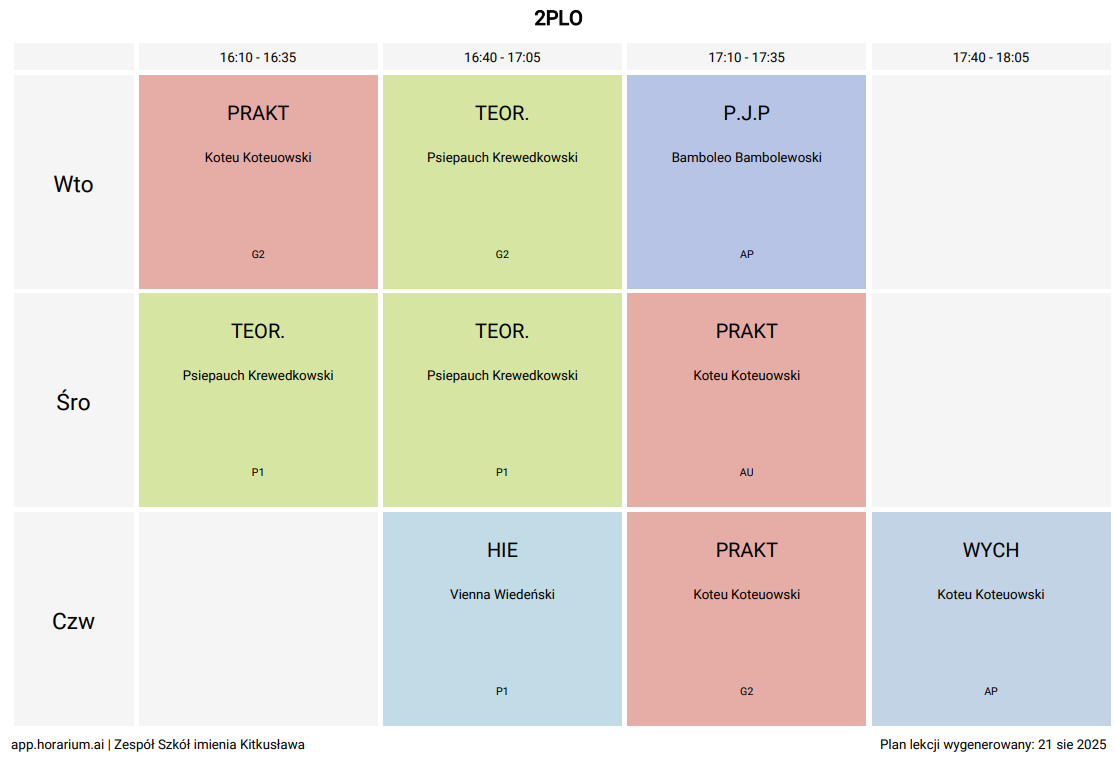 2PLO
16:10 - 16:35 16:40 - 17:05 17:10 - 17:35 17:40 - 18:05
Wto
PRAKT TEOR. P.J.P
Koteu Koteuowski Psiepauch Krewedkowski Bamboleo Bambolewoski
G2 G2 AP
Śro
TEOR. TEOR. PRAKT
Psiepauch Krewedkowski Psiepauch Krewedkowski Koteu Koteuowski
P1 P1 AU
Czw
HIE PRAKT WYCH
Vienna Wiedeński Koteu Koteuowski Koteu Koteuowski
P1 G2 AP
app.horarium.ai | Zespół Szkół imienia Kitkusława Plan lekcji wygenerowany: 21 sie 2025